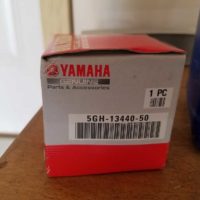 YAMAHA
GENUINE
Parts & Accessories
1 PC
5GH-13440-50